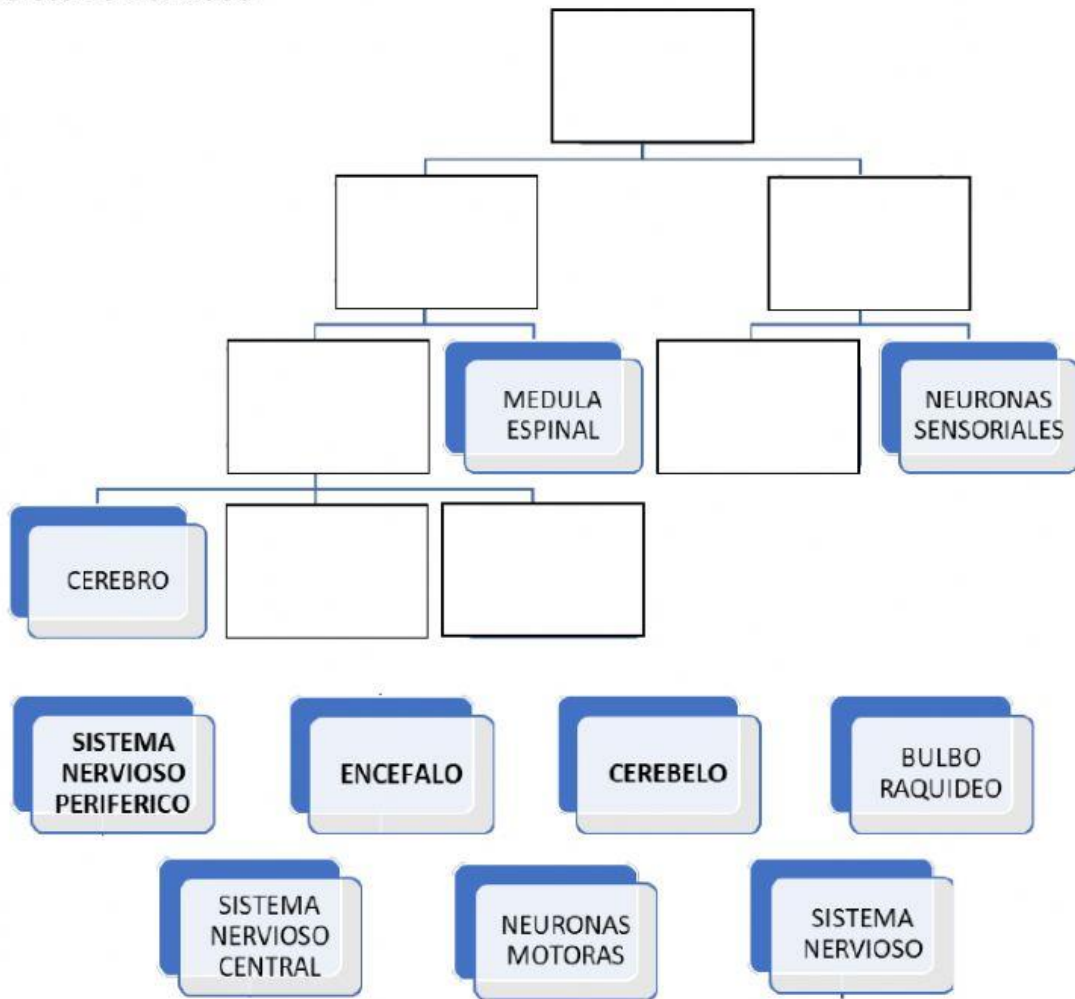 MEDULA
ESPINAL
NEURONAS
SENSORIALES
CEREBRO
SISTEMA
NERVIOSO
PERIFERICO
ENCEFALO
CEREBELO
BULBO
RAQUIDEO
SISTEMA
NERVIOSO
CENTRAL
NEURONAS
MOTORAS
SISTEMA
NERVIOSO